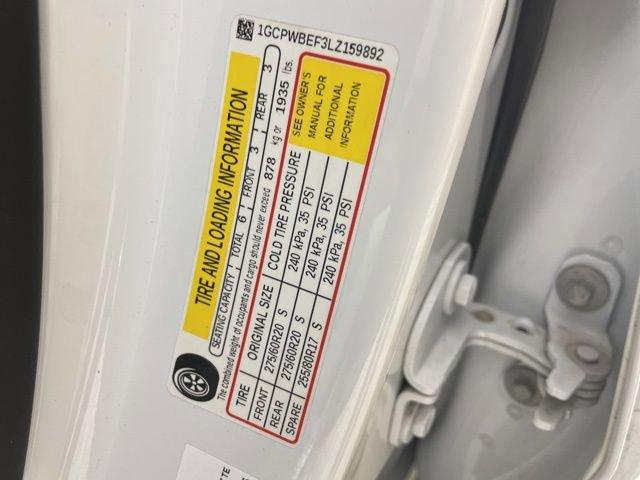 1GCPWBEF3LZ159892
TIRE AND LOADING INFORMATION
SEATING CAPACITY TOTAL 6 FRONT 3 REAR 3
The combined weight of occupants and cargo should never exceed 878 kg or 1935 lbs.
TIRE ORIGINAL SIZE COLD TIRE PRESSURE
FRONT 275/60R20 S 240 kPa, 35 PSI
REAR 275/60R20 S 240 kPa, 35 PSI
SPARE 255/80R17 S 240 kPa, 35 PSI
SEE OWNER'S
MANUAL FOR
ADDITIONAL
INFORMATION